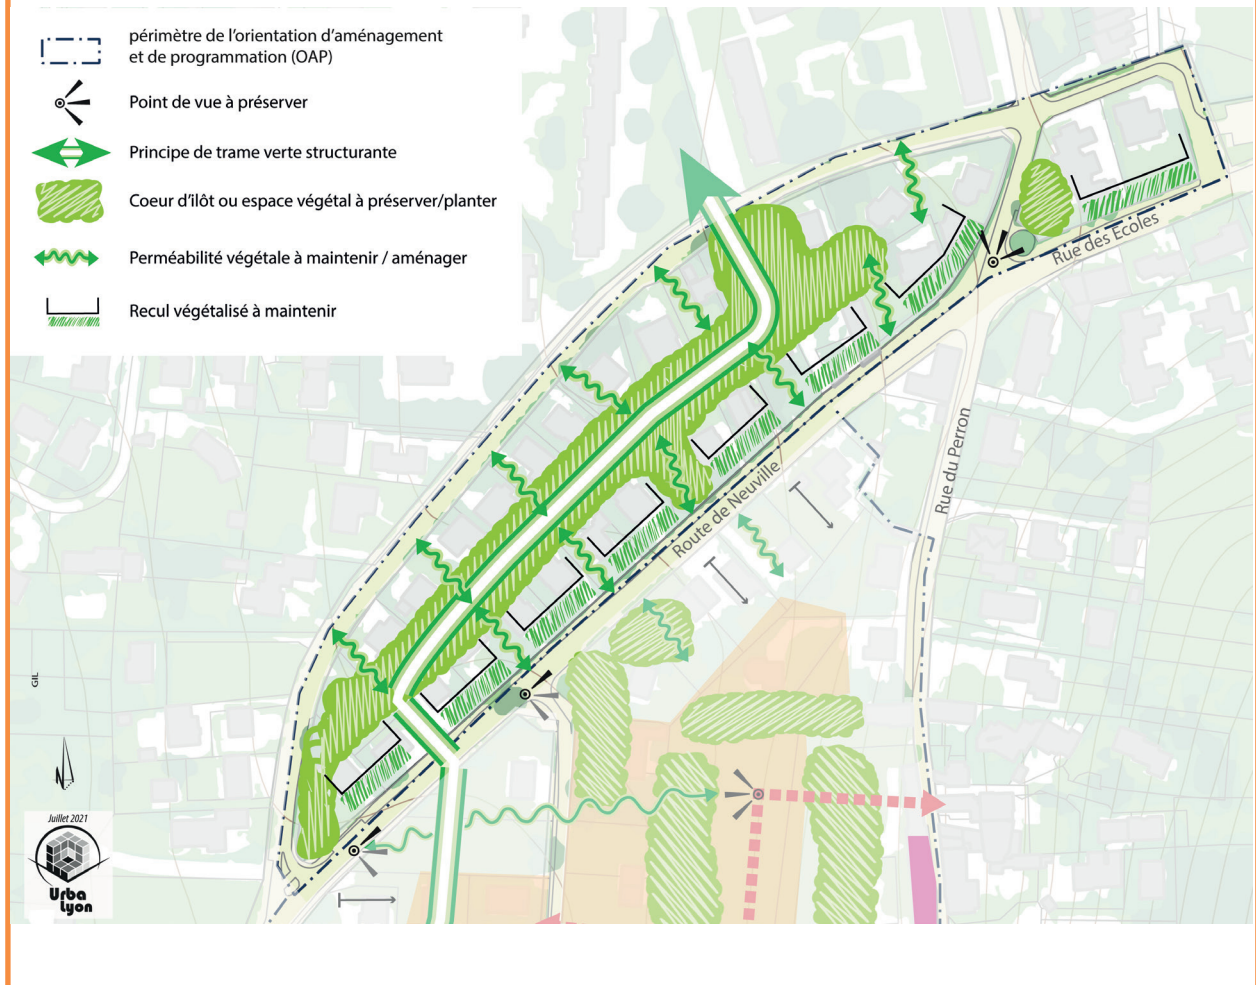 périmètre de l'orientation d'aménagement
et de programmation (OAP)
Point de vue à préserver
Principe de trame verte structurante
Coeur d'ilôt ou espace végétal à préserver/planter
Perméabilité végétale à maintenir / aménager
Recul végétalisé à maintenir
Rue des Ecoles
Rue du Perron
Route de Neuville
GIL
N
Juillet 2021
Urba
Lyon